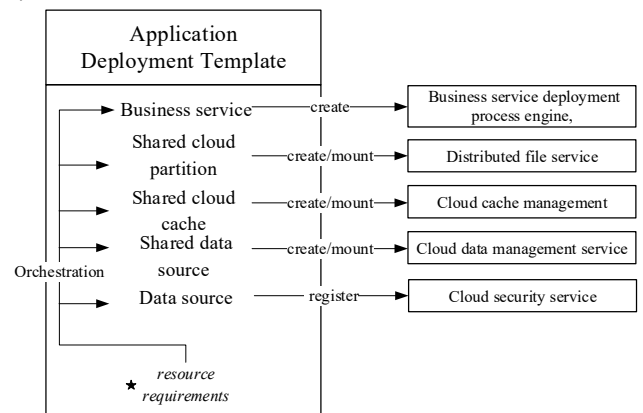 Application
Deployment Template
Business service
create
Business service deployment
process engine,
Shared cloud
partition
create/mount
Distributed file service
Shared cloud
cache
create/mount
Cloud cache management
Shared data
source
create/mount
Cloud data management service
Orchestration
Data source
register
Cloud security service
★ resource
requirements